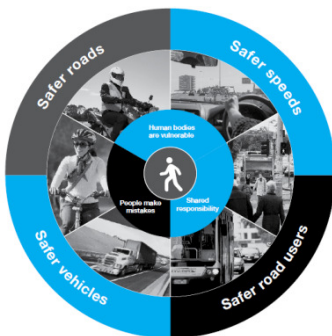 Safer roads
Safer speeds
Human bodies
are vulnerable
People make
mistakes
Shared
responsibility
Safer vehicles
Safer road users